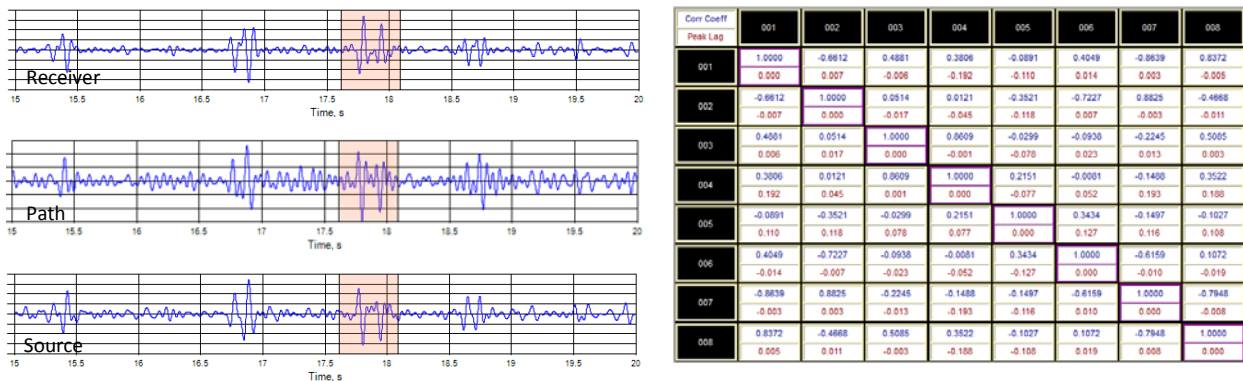 Receiver
15 15.5 16 16.5 17 17.5 18 18.5 19 19.5 20
Time, s
Path
15 15.5 16 16.5 17 17.5 18 18.5 19 19.5 20
Time, s
Source
15 15.5 16 16.5 17 17.5 18 18.5 19 19.5 20
Time, s
Corr Coeff 001 002 003 004 005 006 007 008
Peak Lag
001 1.0000 -0.6612 0.4881 0.3806 -0.0891 0.4049 -0.8639 0.8372
0.000 0.007 -0.006 -0.192 -0.110 0.014 0.003 -0.005
002 -0.6612 1.0000 0.0514 0.0121 -0.3521 -0.7227 0.8825 -0.4668
-0.007 0.000 -0.017 -0.045 -0.118 0.007 -0.003 -0.011
003 0.4881 0.0514 1.0000 0.8609 -0.0299 -0.0938 -0.2245 0.5085
0.006 0.017 0.000 -0.001 -0.078 0.023 0.013 0.003
004 0.3806 0.0121 0.8609 1.0000 0.2151 -0.0081 -0.1488 0.3522
0.192 0.045 0.001 0.000 -0.077 0.052 0.193 0.188
005 -0.0891 -0.3521 -0.0299 0.2151 1.0000 0.3434 -0.1497 -0.1027
0.110 0.118 0.078 0.077 0.000 0.127 0.116 0.108
006 0.4049 -0.7227 -0.0938 -0.0081 0.3434 1.0000 -0.6159 0.1072
-0.014 -0.007 -0.023 -0.052 -0.127 0.000 -0.010 -0.019
007 -0.8639 0.8825 -0.2245 -0.1488 -0.1497 -0.6159 1.0000 -0.7948
-0.003 0.003 -0.013 -0.193 -0.116 0.010 0.000 -0.008
008 0.8372 -0.4668 0.5085 0.3522 -0.1027 0.1072 -0.7948 1.0000
0.005 0.011 -0.003 -0.188 -0.108 0.019 0.008 0.000